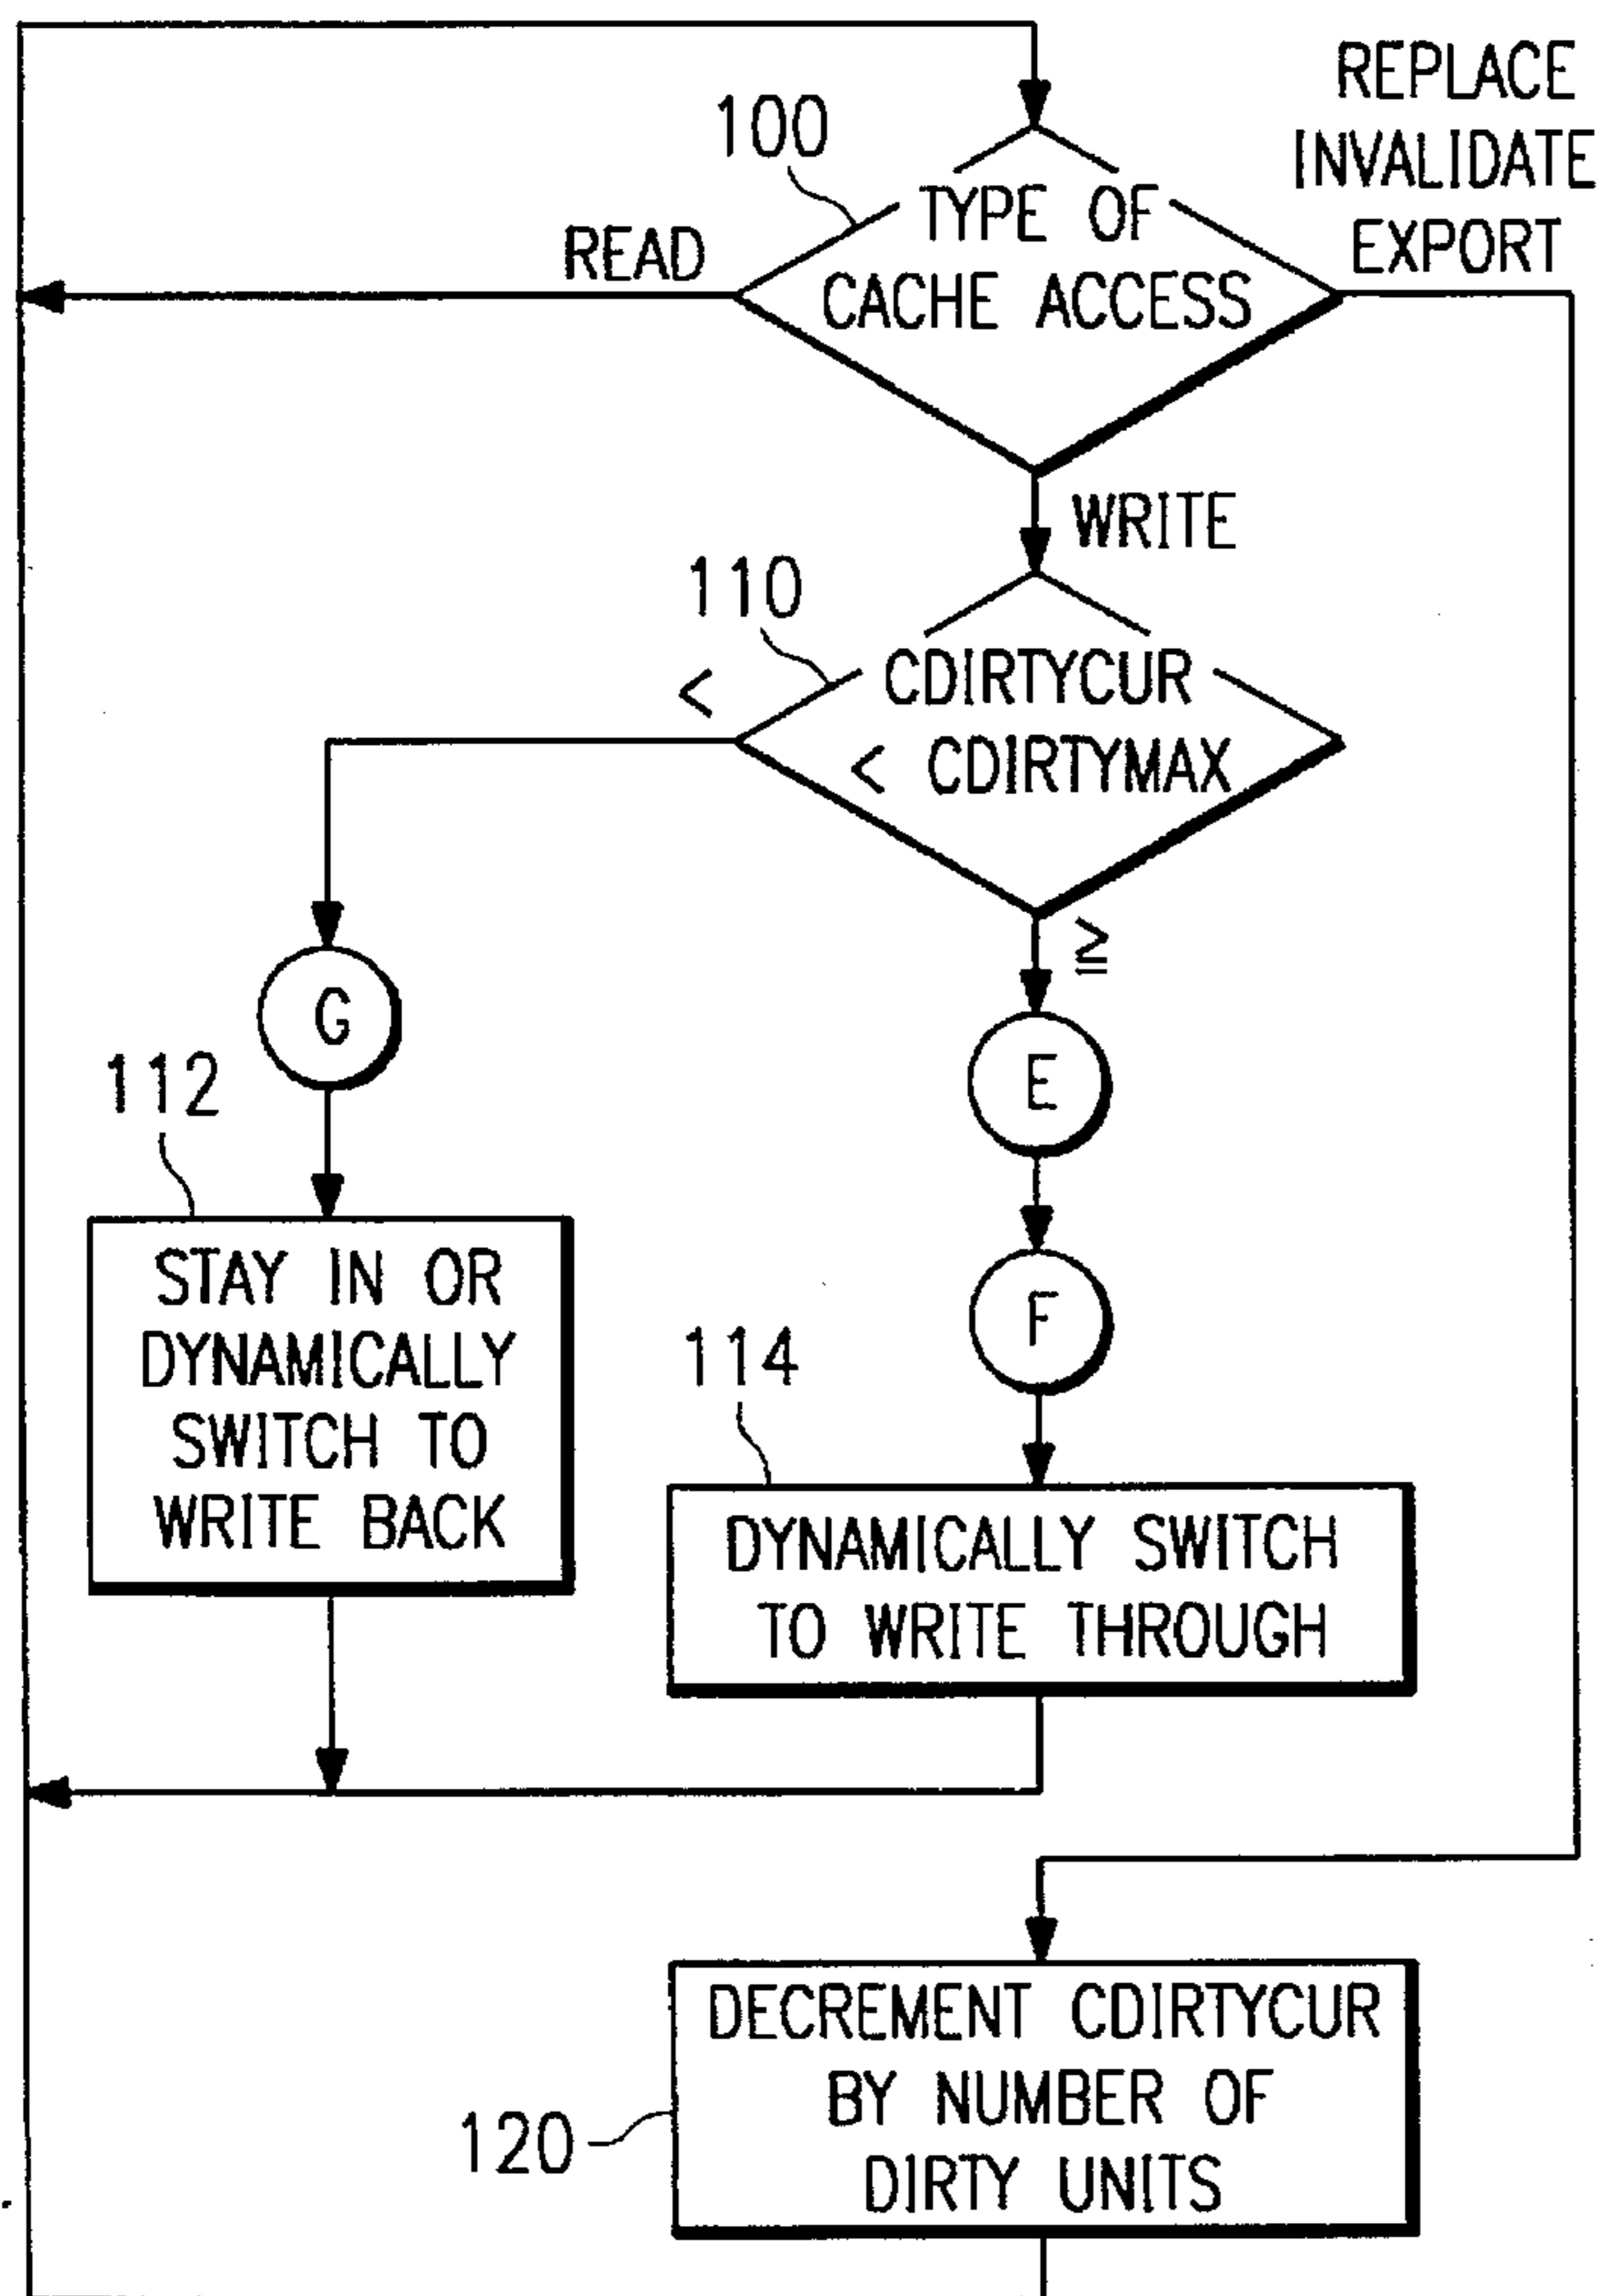 REPLACE
INVALIDATE
EXPORT
100
TYPE OF
CACHE ACCESS
READ
WRITE
110
<
CDIRTYCUR
< CDIRTYMAX
≧
G
E
112
F
STAY IN OR
DYNAMICALLY
SWITCH TO
WRITE BACK
114
DYNAMICALLY SWITCH
TO WRITE THROUGH
DECREMENT CDIRTYCUR
BY NUMBER OF
DIRTY UNITS
120